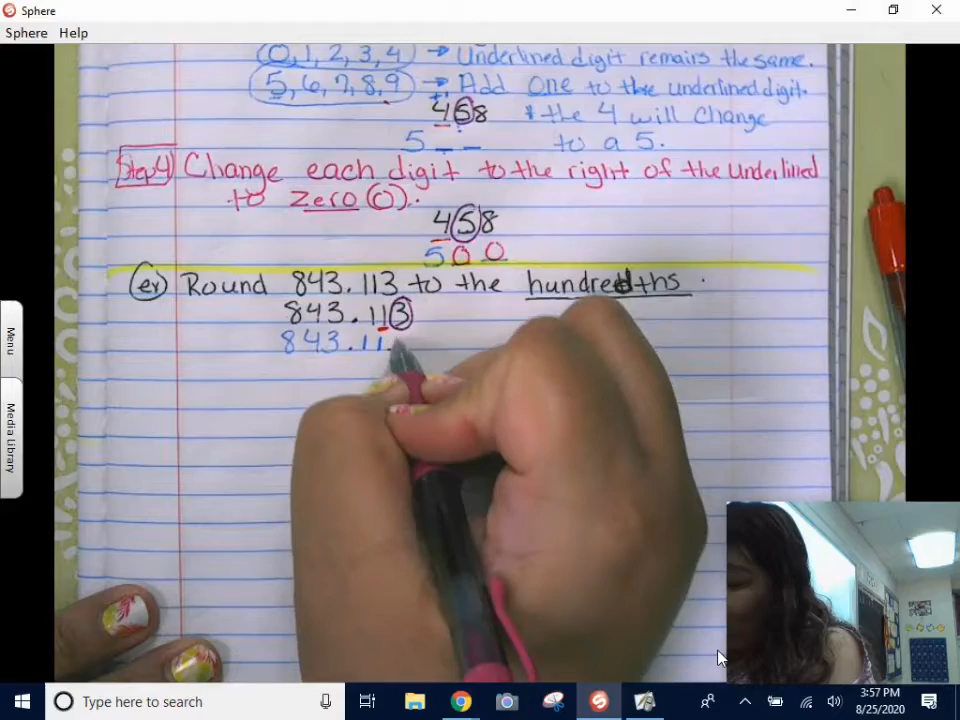 Sphere
Sphere Help
(0,1,2,3,4) → Underlined digit remains the same.
5,6,7,8,9 → Add one to the underlined digit.
458 the 4 will change
5 _ _ to a 5.
Step 4 Change each digit to the right of the underlined
to zero (0).
458
500
ex Round 843.113 to the hundredths.
843.113
843.11
Menu
Media Library
Type here to search
3:57 PM
8/25/2020